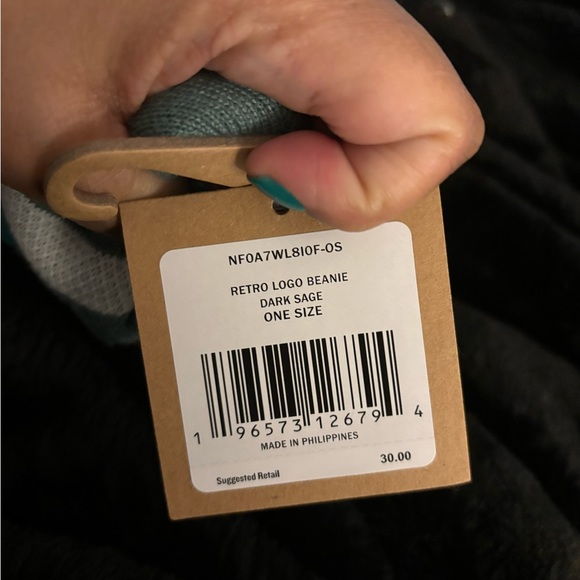 NF0A7WL8I0F-OS
RETRO LOGO BEANIE
DARK SAGE
ONE SIZE
1 96573 12679 4
MADE IN PHILIPPINES
30.00
Suggested Retail